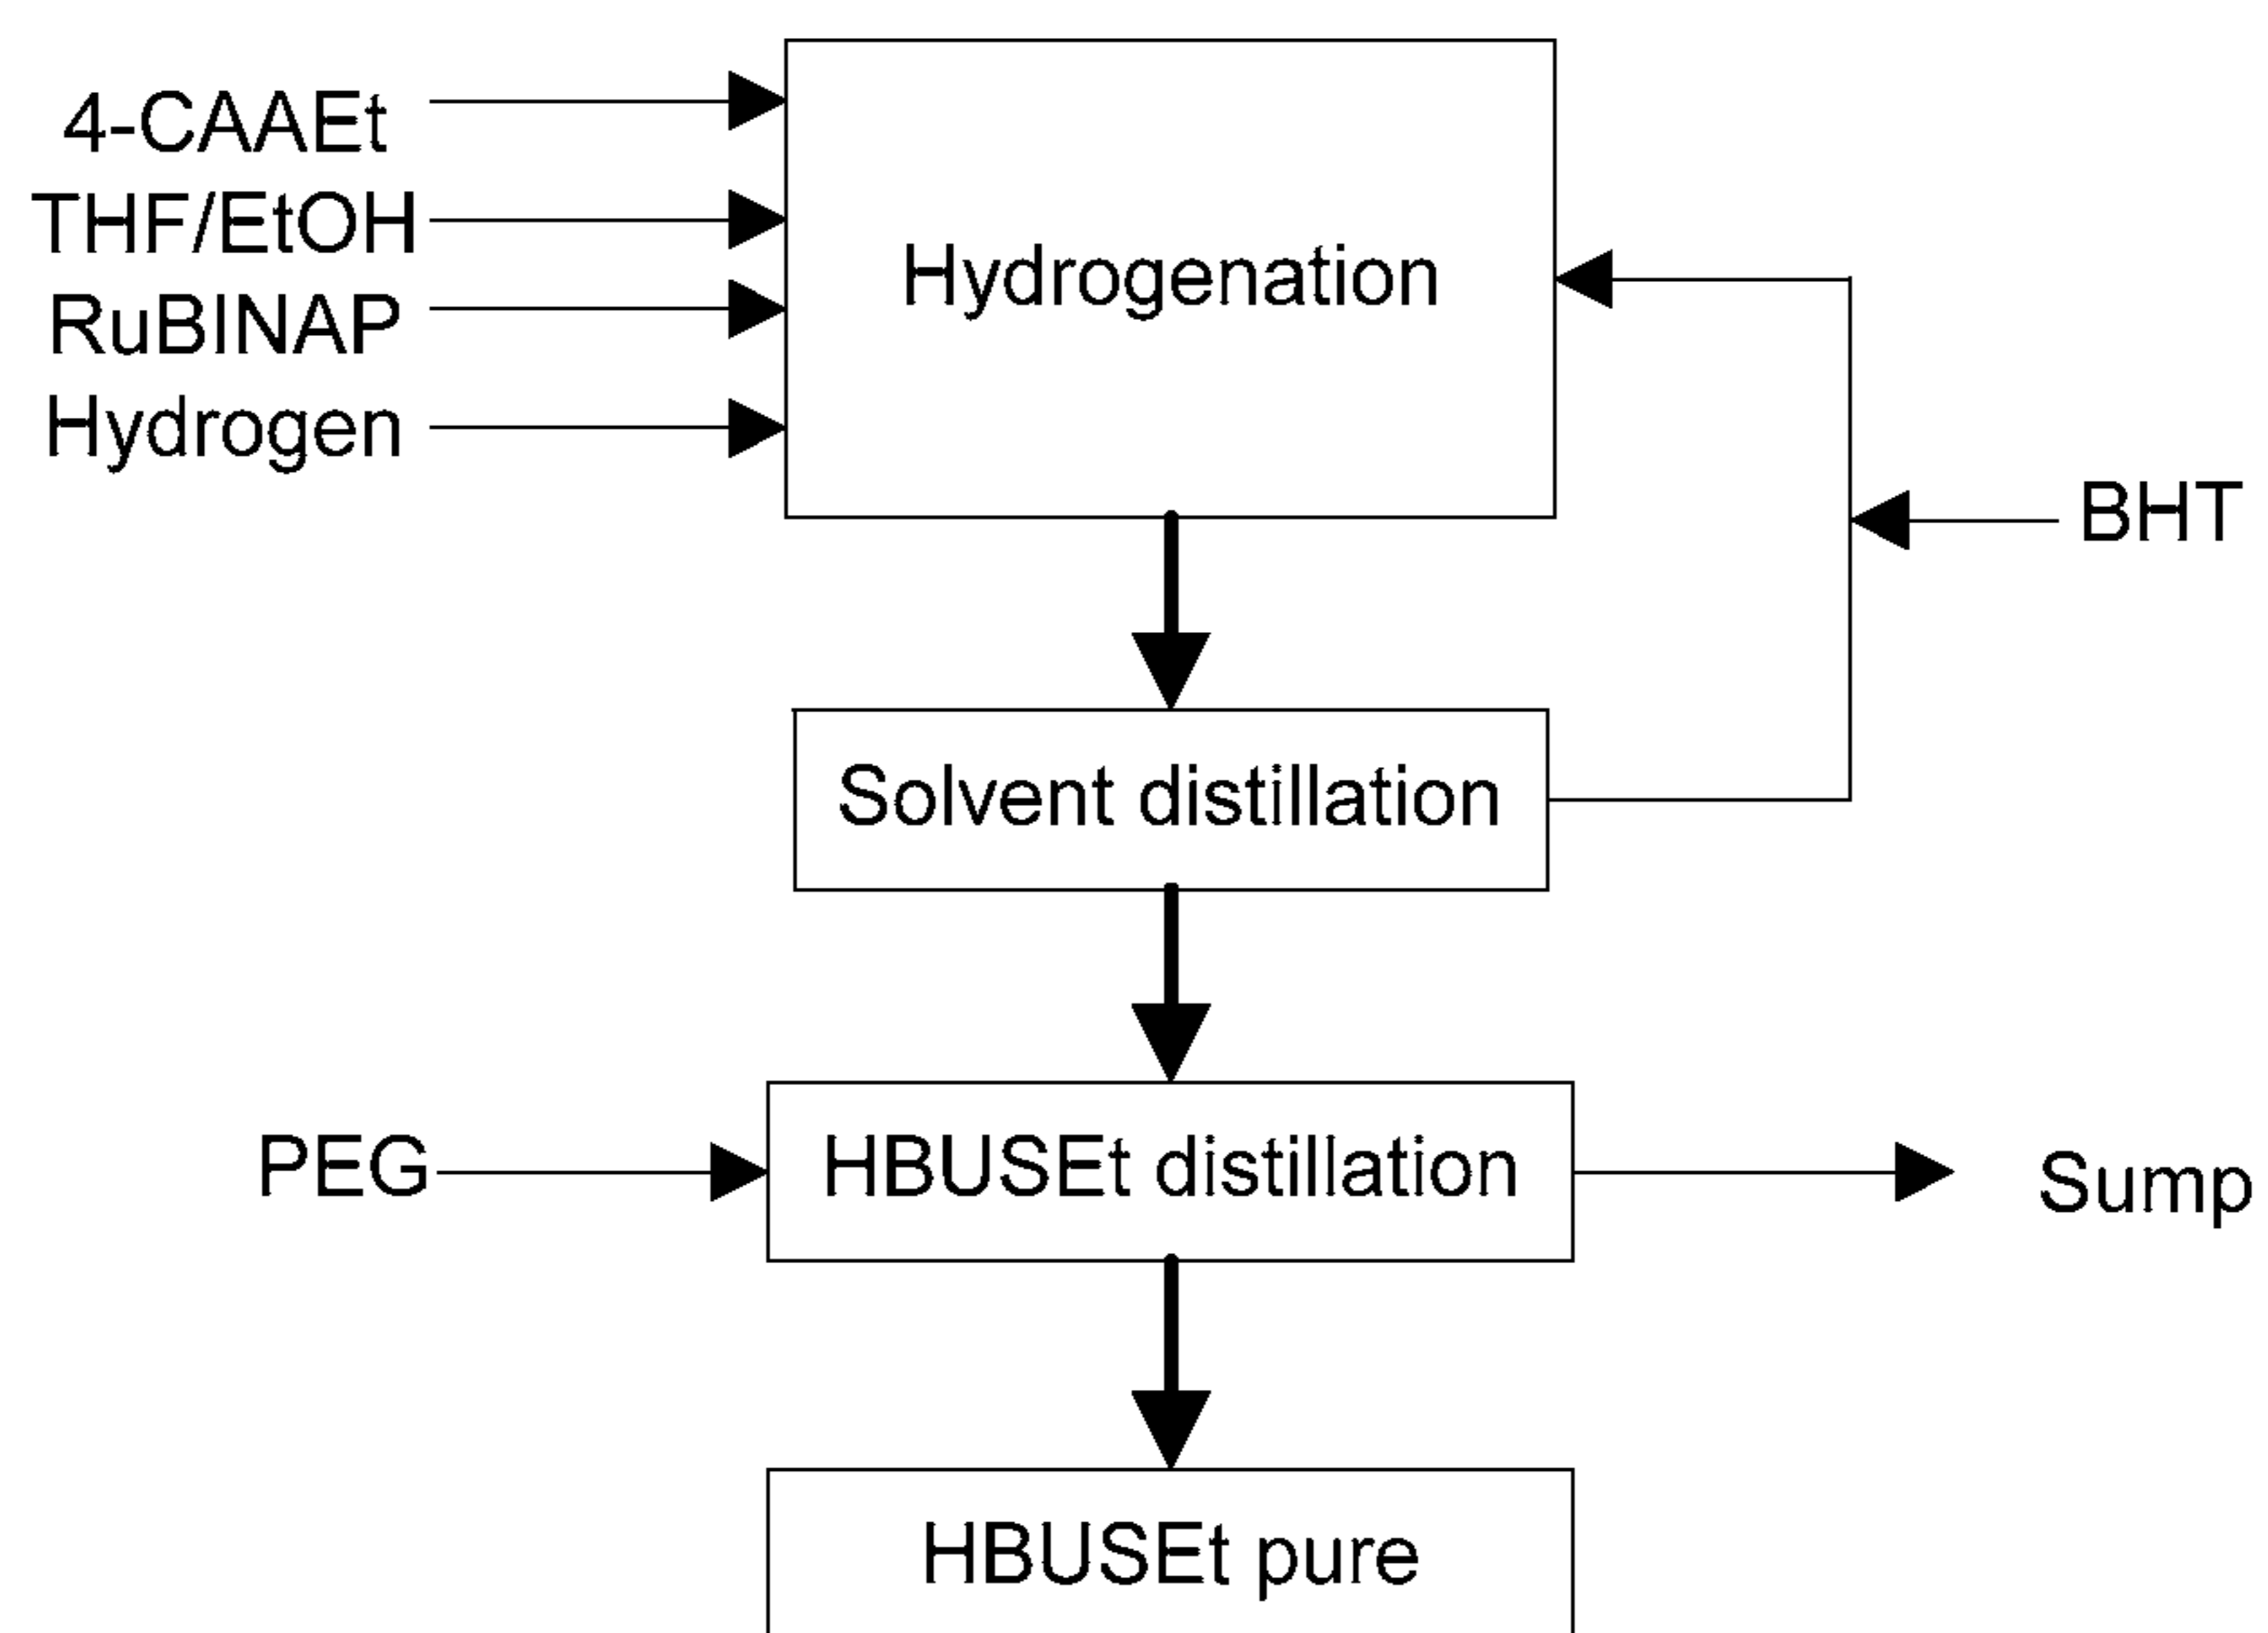 4-CAAEt
THF/EtOH
RuBINAP
Hydrogen
Hydrogenation
BHT
Solvent distillation
PEG
HBUSEt distillation
Sump
HBUSEt pure